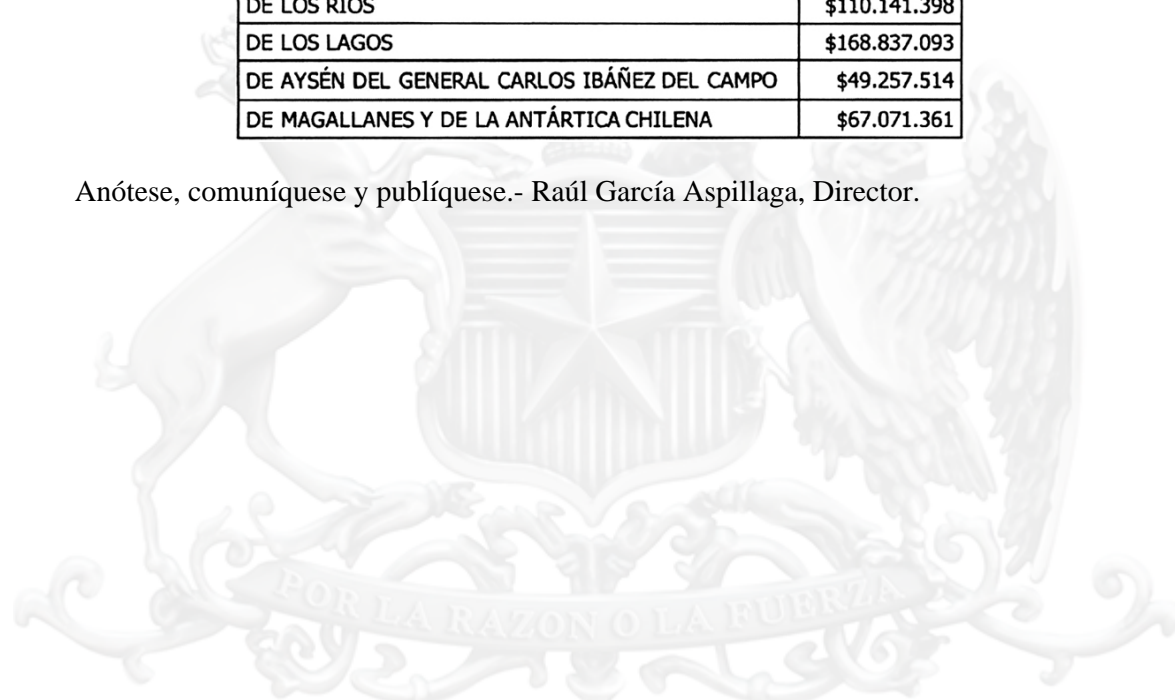 DE LOS RÍOS $110.141.398
DE LOS LAGOS $168.837.093
DE AYSÉN DEL GENERAL CARLOS IBÁÑEZ DEL CAMPO $49.257.514
DE MAGALLANES Y DE LA ANTÁRTICA CHILENA $67.071.361
Anótese, comuníquese y publíquese.- Raúl García Aspillaga, Director.
POR LA RAZON O LA FUERZA